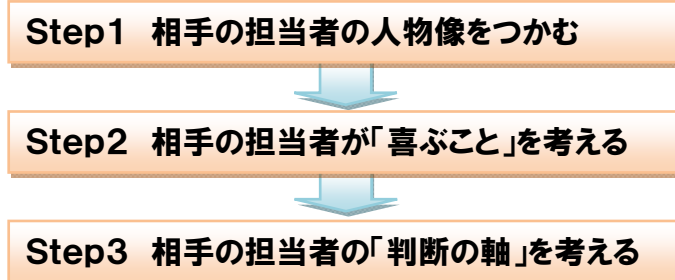 Step1 相手の担当者の人物像をつかむ
Step2 相手の担当者が「喜ぶこと」を考える
Step3 相手の担当者の「判断の軸」を考える